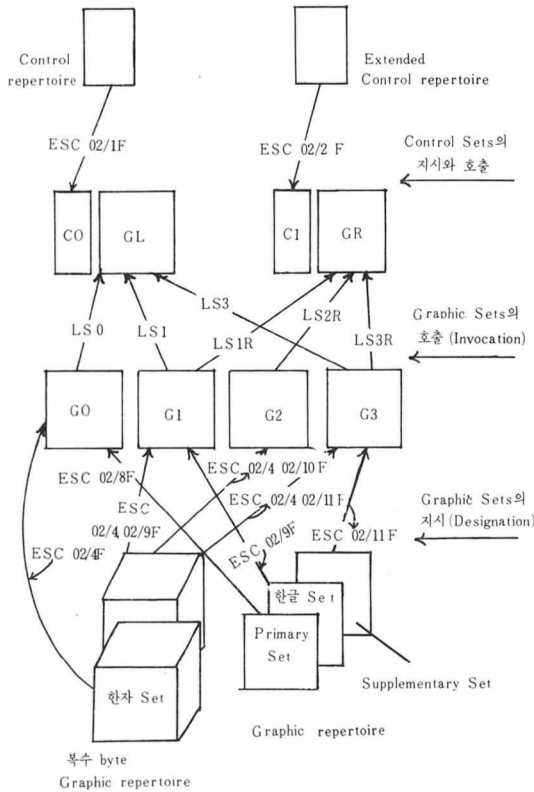 Control
repertoire
Extended
Control repertoire
ESC 02/1F
ESC 02/2 F
Control Sets의
지시와 호출
C0
GL
C1
GR
LS3
LS2R
LS0
LS1
LS1R
LS3R
Graphic Sets의
호출 (Invocation)
G0
G1
G2
G3
ESC 02/8F
ESC 02/4 02/10 F
ESC
02/4 02/9F
ESC 02/4 02/11F
Graphic Sets의
지시 (Designation)
ESC 02/4F
ESC 02/9F
ESC 02/11F
한글 Set
Primary
Set
한자 Set
Supplementary Set
Graphic repertoire
복수 byte
Graphic repertoire